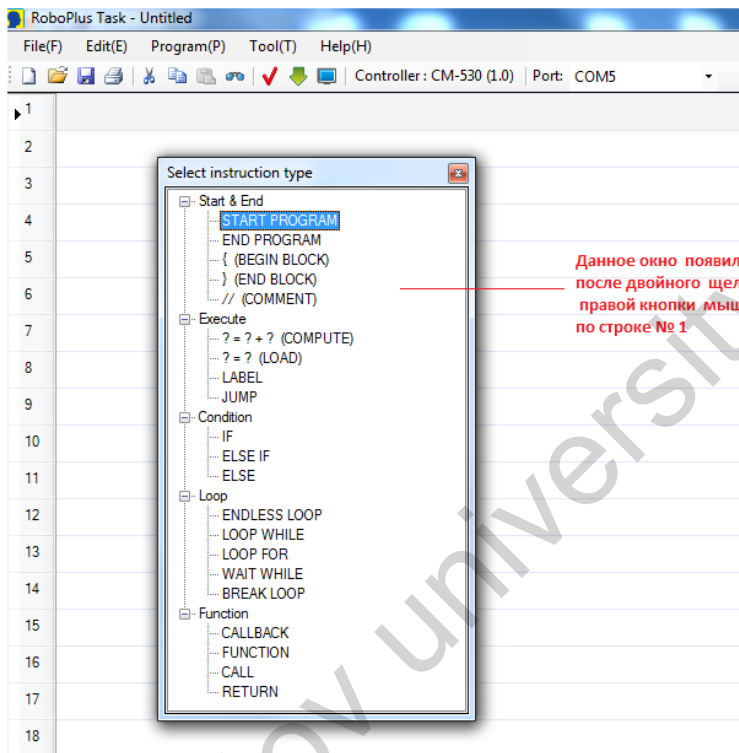 RoboPlus Task - Untitled
File(F) Edit(E) Program(P) Tool(T) Help(H)
Controller : CM-530 (1.0) Port: COM5
1
2
3
4
5
6
7
8
9
10
11
12
13
14
15
16
17
18
Select instruction type
Start & End
START PROGRAM
END PROGRAM
{ (BEGIN BLOCK)
} (END BLOCK)
// (COMMENT)
Execute
? = ? + ? (COMPUTE)
? = ? (LOAD)
LABEL
JUMP
Condition
IF
ELSE IF
ELSE
Loop
ENDLESS LOOP
LOOP WHILE
LOOP FOR
WAIT WHILE
BREAK LOOP
Function
CALLBACK
FUNCTION
CALL
RETURN
Данное окно
после двойного
правой кнопки
по строке № 1
university